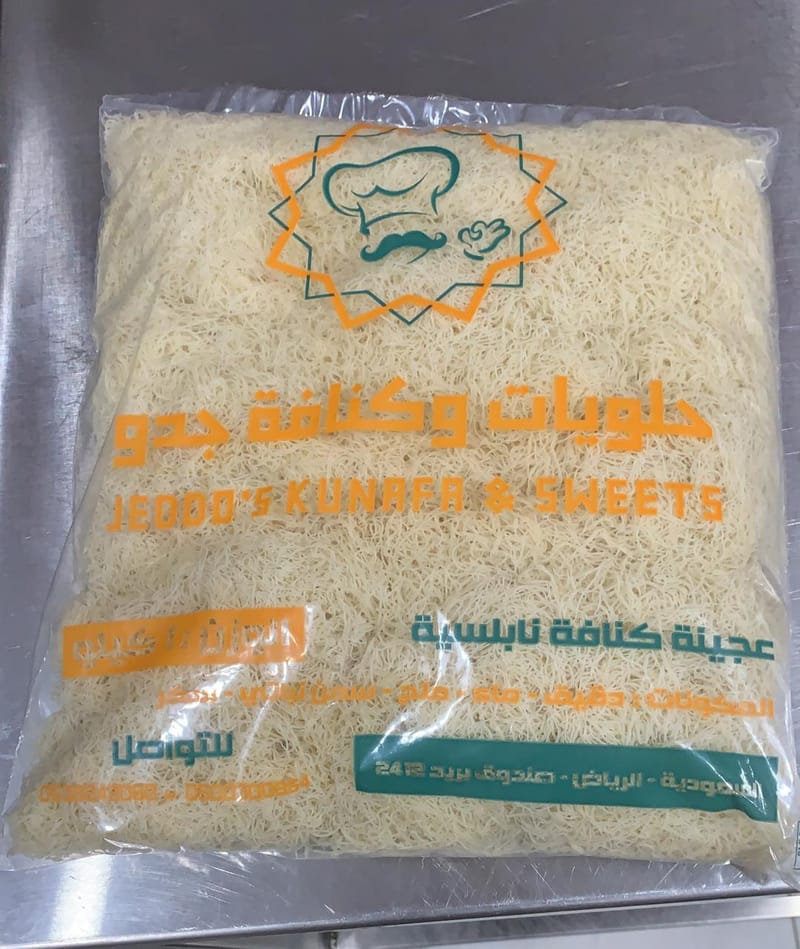 حلويات وكنافة جدو
JEDDO'S KUNAFA & SWEETS
عجينة كنافة نابلسية
الوزن : 1 كيلو
المكونات : دقيق - ماء - ملح - سمن نباتي - سكر
للتواصل
السعودية - الرياض - صندوق بريد 2412